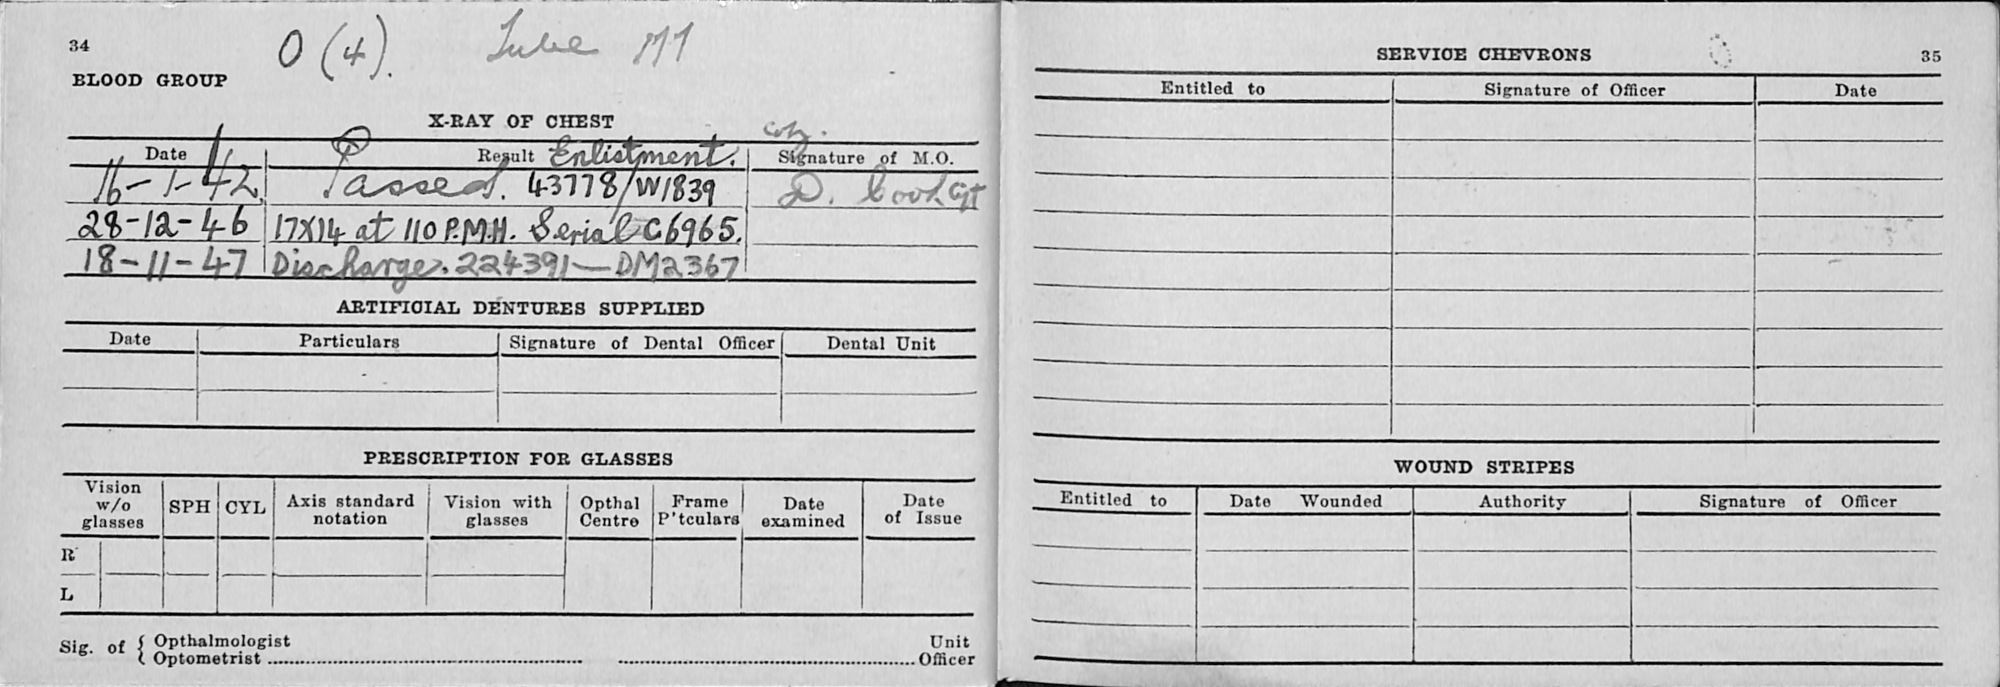 34
O (4). Tube 111
BLOOD GROUP
X-RAY OF CHEST
Date Result Enlistment. Signature of M.O.
16-1-42. Passed. 43778/W1839 D. Cook Cpt
28-12-46 17X14 at 110 P.M.H. Serial C6965.
18-11-47 Discharge. 224391—DM2367
ARTIFICIAL DENTURES SUPPLIED
Date Particulars Signature of Dental Officer Dental Unit
PRESCRIPTION FOR GLASSES
Vision w/o glasses SPH CYL Axis standard notation Vision with glasses Opthal Centre Frame P'tculars Date examined Date of Issue
R
L
Sig. of { Opthalmologist Unit
Optometrist Officer
SERVICE CHEVRONS 35
Entitled to Signature of Officer Date
WOUND STRIPES
Entitled to Date Wounded Authority Signature of Officer